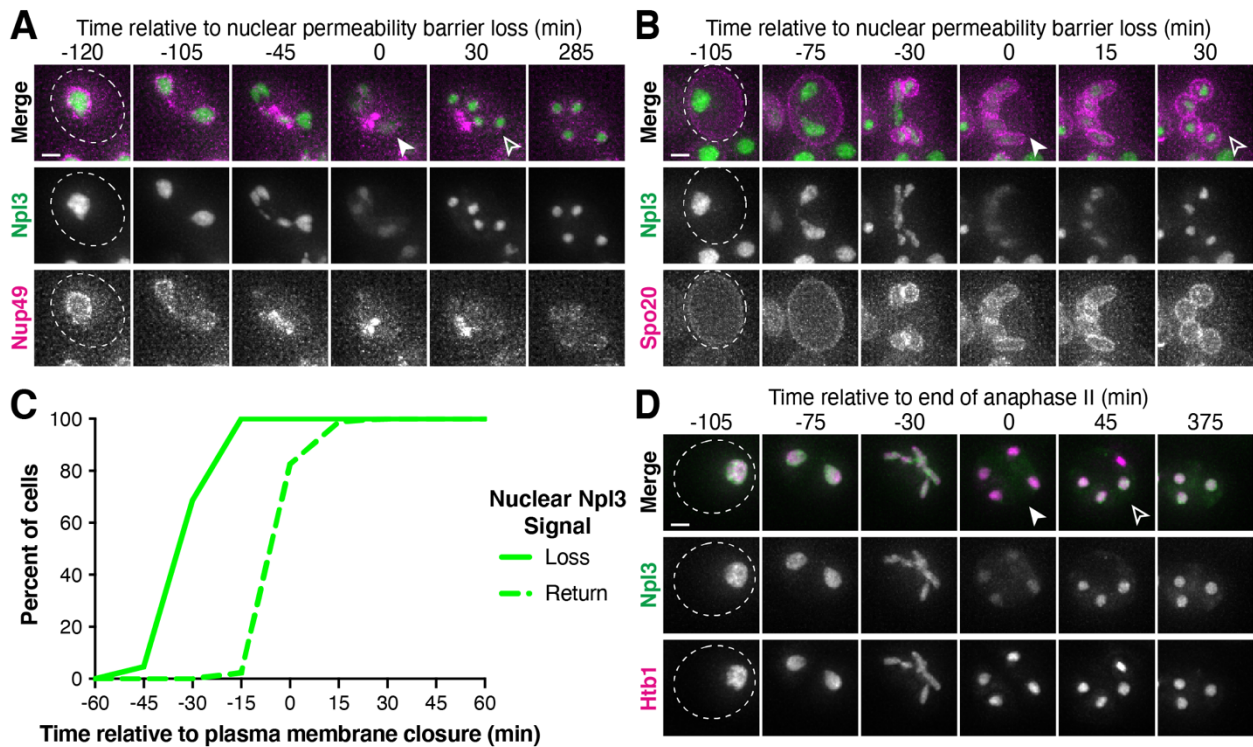 A
Time relative to nuclear permeability barrier loss (min)
-120 -105 -45 0 30 285
Merge
Npl3
Nup49
B
Time relative to nuclear permeability barrier loss (min)
-105 -75 -30 0 15 30
Merge
Npl3
Spo20
C
Percent of cells
100
80
60
40
20
0
-60 -45 -30 -15 0 15 30 45 60
Time relative to plasma membrane closure (min)
Nuclear Npl3
Signal
Loss
Return
D
Time relative to end of anaphase II (min)
-105 -75 -30 0 45 375
Merge
Npl3
Htb1